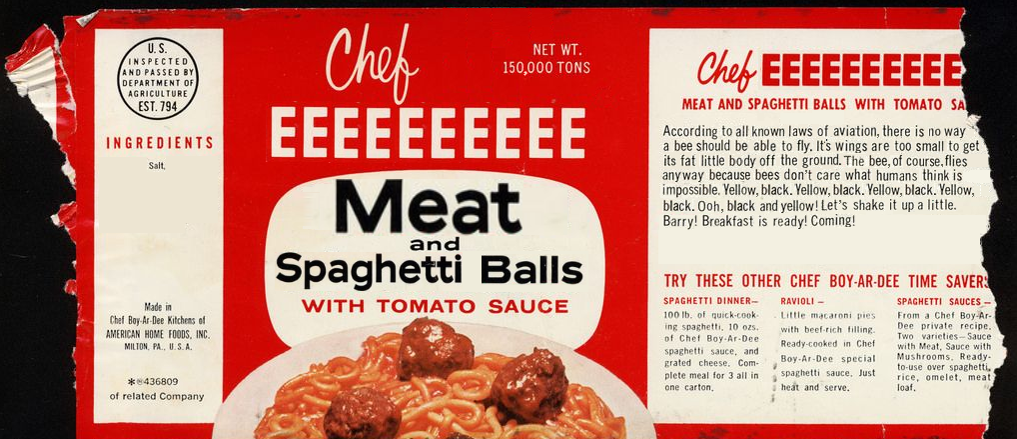 U.S.
INSPECTED
AND PASSED BY
DEPARTMENT OF
AGRICULTURE
EST. 794
INGREDIENTS
Salt.
Made in
Chef Boy-Ar-Dee Kitchens of
AMERICAN HOME FOODS, INC.
MILTON, PA., U.S.A.
*®436809
of related Company
Chef
NET WT.
150,000 TONS
EEEEEEEEEE
Meat
and
Spaghetti Balls
WITH TOMATO SAUCE
Chef EEEEEEEEEE
MEAT AND SPAGHETTI BALLS WITH TOMATO SA
According to all known laws of aviation, there is no way
a bee should be able to fly. It's wings are too small to get
its fat little body off the ground. The bee, of course, flies
anyway because bees don't care what humans think is
impossible. Yellow, black. Yellow, black. Yellow, black. Yellow,
black. Ooh, black and yellow! Let's shake it up a little.
Barry! Breakfast is ready! Coming!
TRY THESE OTHER CHEF BOY-AR-DEE TIME SAVERS
SPAGHETTI DINNER—
100 lb. of quick-cook-
ing spaghetti, 10 ozs.
of Chef Boy-Ar-Dee
spaghetti sauce, and
grated cheese. Com-
plete meal for 3 all in
one carton.
RAVIOLI —
Little macaroni pies
with beef-rich filling.
Ready-cooked in Chef
Boy-Ar-Dee special
spaghetti sauce. Just
heat and serve.
SPAGHETTI SAUCES —
From a Chef Boy-Ar-
Dee private recipe.
Two varieties—Sauce
with Meat, Sauce with
Mushrooms. Ready-
to-use over spaghetti,
rice, omelet, meat
loaf.